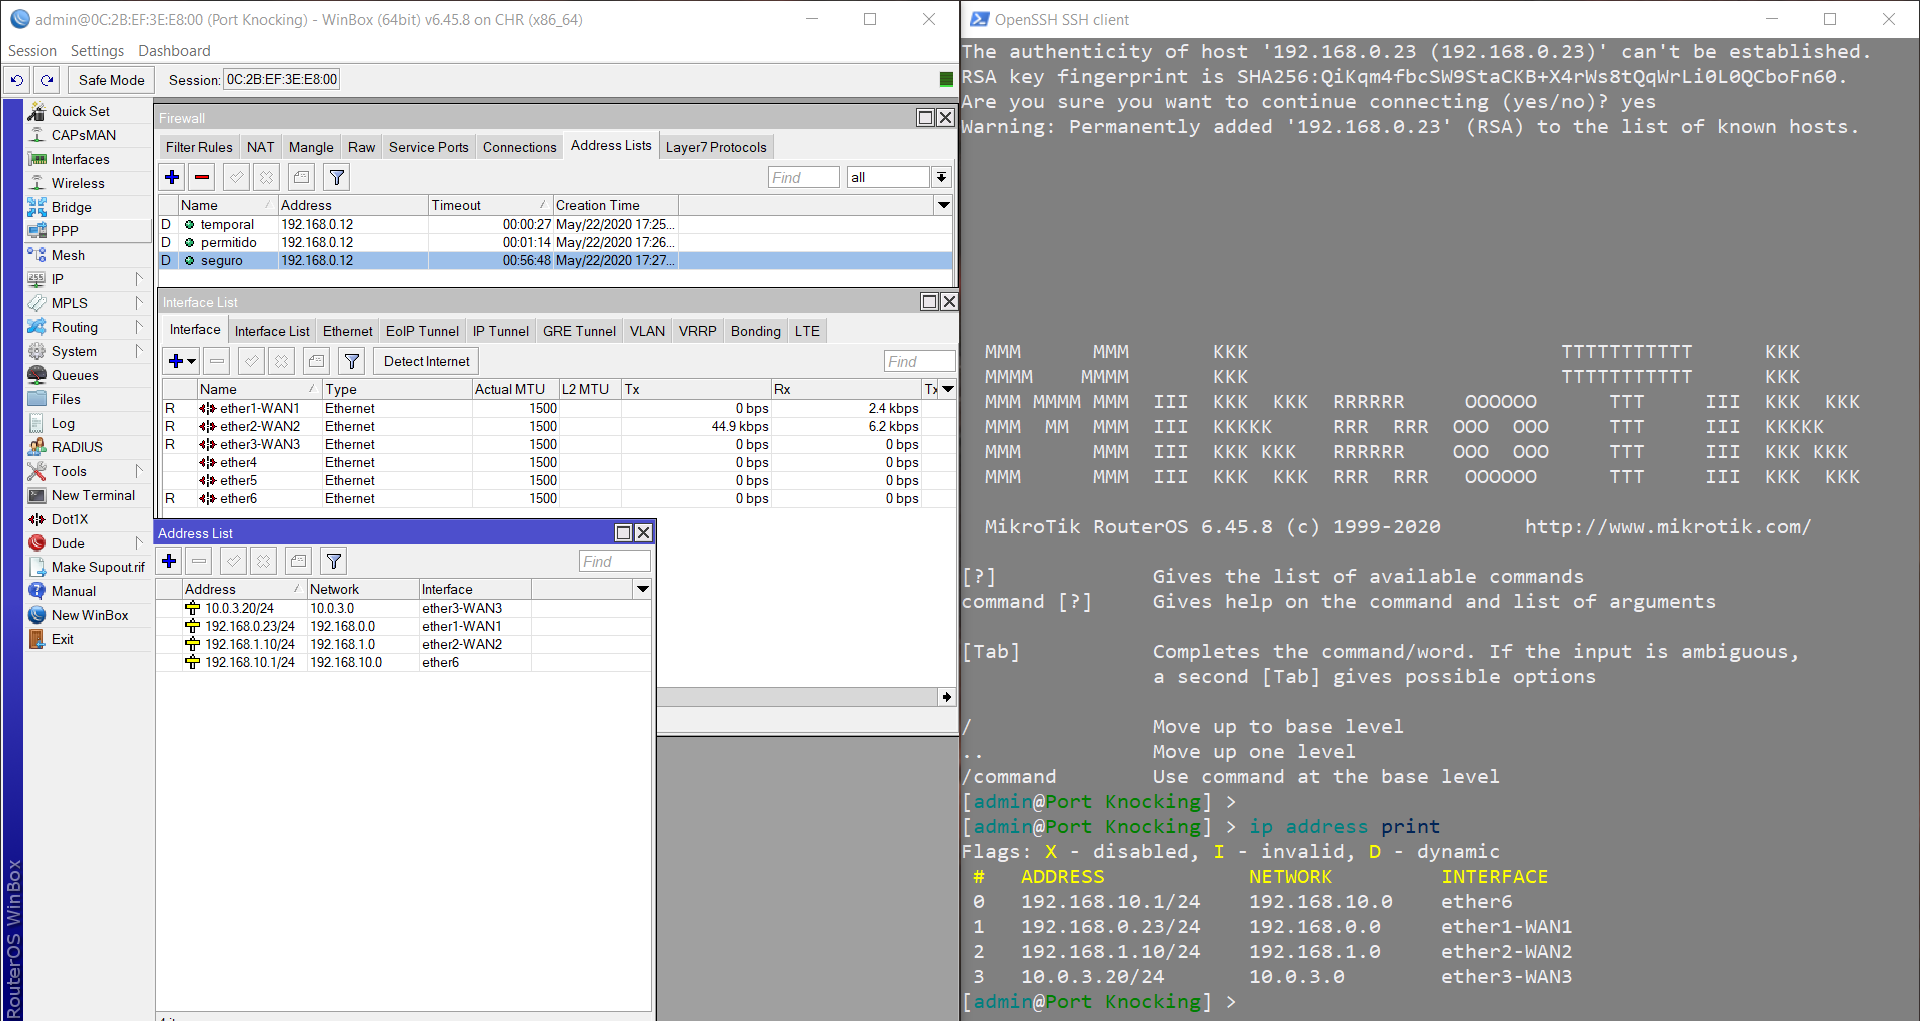 admin@0C:2B:EF:3E:E8:00 (Port Knocking) - WinBox (64bit) v6.45.8 on CHR (x86_64)
Session Settings Dashboard
Safe Mode Session: 0C:2B:EF:3E:E8:00
Quick Set
CAPsMAN
Interfaces
Wireless
Bridge
PPP
Mesh
IP
MPLS
Routing
System
Queues
Files
Log
RADIUS
Tools
New Terminal
Dot1X
Dude
Make Supout.rif
Manual
New WinBox
Exit
RouterOS WinBox
Firewall
Filter Rules NAT Mangle Raw Service Ports Connections Address Lists Layer7 Protocols
Find all
Name Address Timeout Creation Time
D temporal 192.168.0.12 00:00:27 May/22/2020 17:25...
D permitido 192.168.0.12 00:01:14 May/22/2020 17:26...
D seguro 192.168.0.12 00:56:48 May/22/2020 17:27...
Interface List
Interface Interface List Ethernet EoIP Tunnel IP Tunnel GRE Tunnel VLAN VRRP Bonding LTE
Detect Internet Find
Name Type Actual MTU L2 MTU Tx Rx Tx
R ether1-WAN1 Ethernet 1500 0 bps 2.4 kbps
R ether2-WAN2 Ethernet 1500 44.9 kbps 6.2 kbps
R ether3-WAN3 Ethernet 1500 0 bps 0 bps
ether4 Ethernet 1500 0 bps 0 bps
ether5 Ethernet 1500 0 bps 0 bps
R ether6 Ethernet 1500 0 bps 0 bps
Address List
Find
Address Network Interface
10.0.3.20/24 10.0.3.0 ether3-WAN3
192.168.0.23/24 192.168.0.0 ether1-WAN1
192.168.1.10/24 192.168.1.0 ether2-WAN2
192.168.10.1/24 192.168.10.0 ether6
OpenSSH SSH client
The authenticity of host '192.168.0.23 (192.168.0.23)' can't be established.
RSA key fingerprint is SHA256:QiKqm4fbcSW9StaCKB+X4rWs8tQqWrLi0L0QCboFn60.
Are you sure you want to continue connecting (yes/no)? yes
Warning: Permanently added '192.168.0.23' (RSA) to the list of known hosts.
MMM      MMM       KKK                          TTTTTTTTTTT      KKK
MMMM    MMMM       KKK                          TTTTTTTTTTT      KKK
MMM MMMM MMM  III  KKK  KKK  RRRRRR     OOOOOO      TTT     III  KKK  KKK
MMM  MM  MMM  III  KKKKK     RRR  RRR  OOO  OOO     TTT     III  KKKKK
MMM      MMM  III  KKK KKK   RRRRRR    OOO  OOO     TTT     III  KKK KKK
MMM      MMM  III  KKK  KKK  RRR  RRR   OOOOOO      TTT     III  KKK  KKK
MikroTik RouterOS 6.45.8 (c) 1999-2020       http://www.mikrotik.com/
[?]             Gives the list of available commands
command [?]     Gives help on the command and list of arguments
[Tab]           Completes the command/word. If the input is ambiguous,
a second [Tab] gives possible options
/               Move up to base level
..              Move up one level
/command        Use command at the base level
[admin@Port Knocking] >
[admin@Port Knocking] > ip address print
Flags: X - disabled, I - invalid, D - dynamic
#   ADDRESS            NETWORK         INTERFACE
0   192.168.10.1/24    192.168.10.0    ether6
1   192.168.0.23/24    192.168.0.0     ether1-WAN1
2   192.168.1.10/24    192.168.1.0     ether2-WAN2
3   10.0.3.20/24       10.0.3.0        ether3-WAN3
[admin@Port Knocking] >